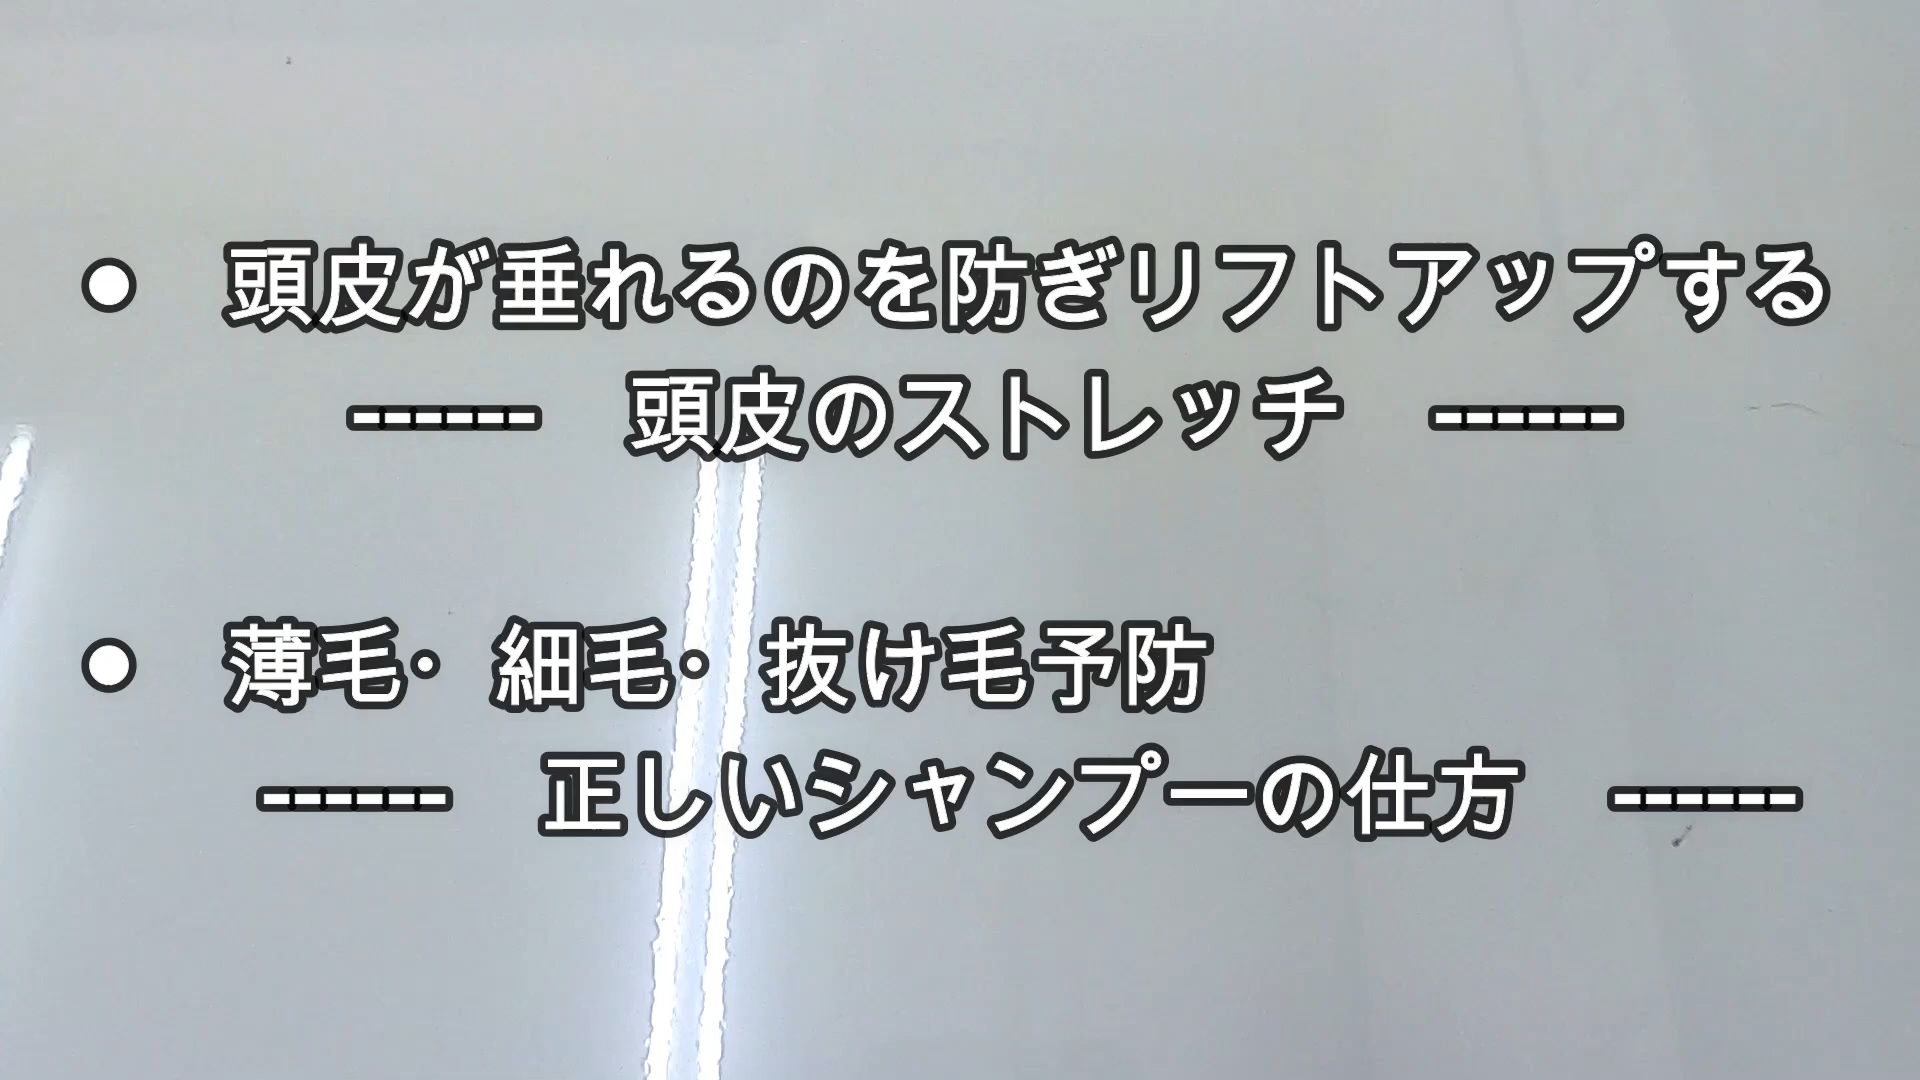 ● 頭皮が垂れるのを防ぎリフトアップする
------ 頭皮のストレッチ ------
● 薄毛・細毛・抜け毛予防
------ 正しいシャンプーの仕方 ------